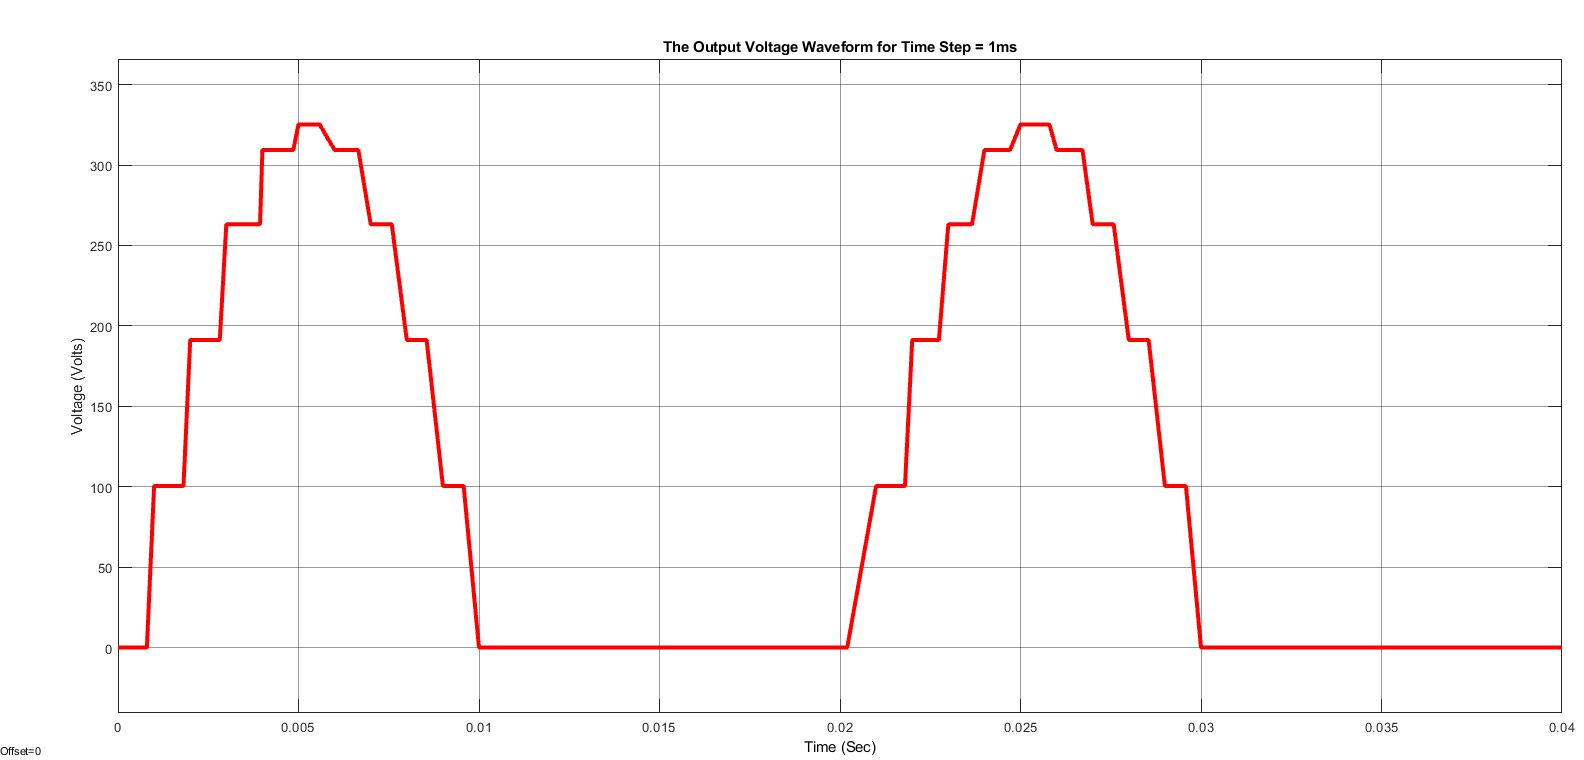 The Output Voltage Waveform for Time Step = 1ms
350
300
250
200
150
100
50
0
Voltage (Volts)
0 0.005 0.01 0.015 0.02 0.025 0.03 0.035 0.04
Time (Sec)
Offset=0